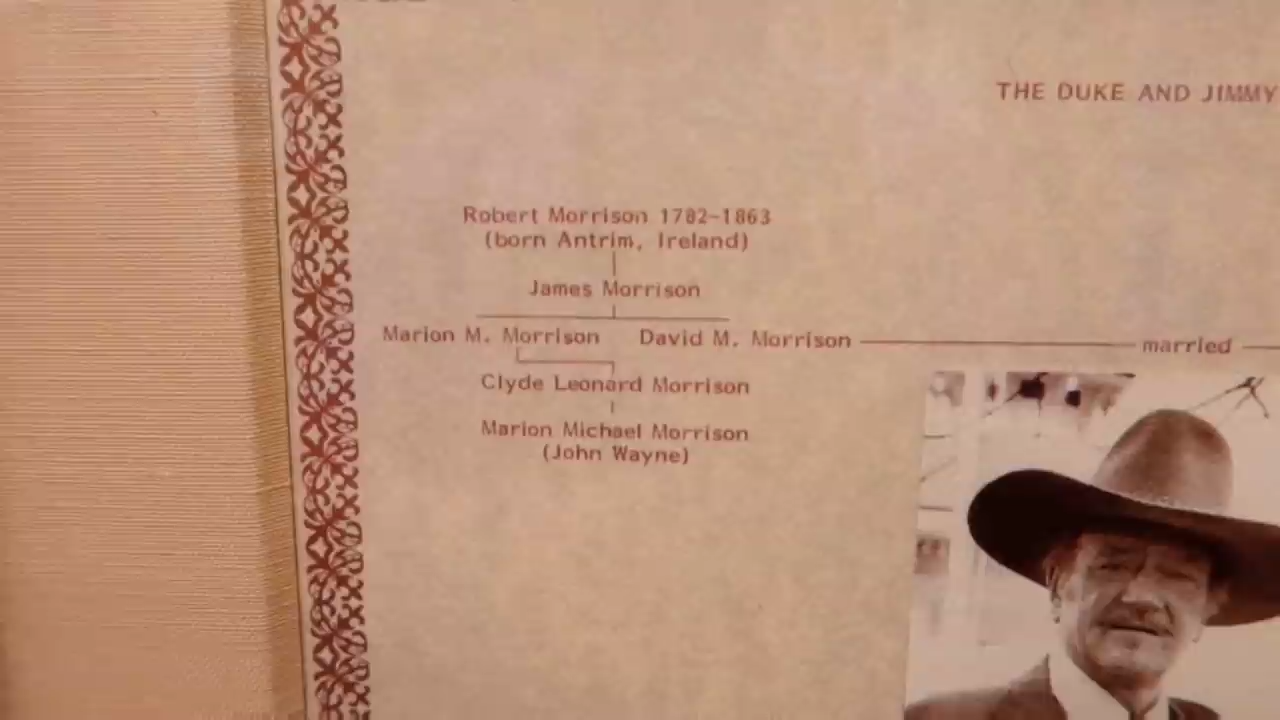 THE DUKE AND JIMMY
Robert Morrison 1782-1863
(born Antrim, Ireland)
James Morrison
Marion M. Morrison David M. Morrison married
Clyde Leonard Morrison
Marion Michael Morrison
(John Wayne)